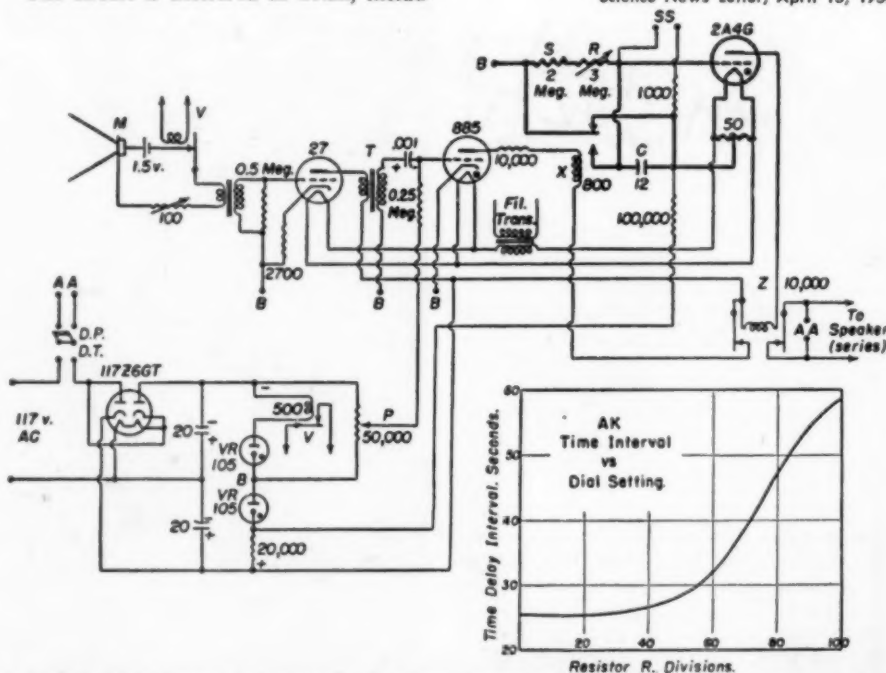 Science News Letter, April
SS
2A4G
B
S
2
Meg.
R
3
Meg.
1000
50
M
V
1.5 v.
100
0.5 Meg.
27
T
.001
+
0.25
Meg.
885
10,000
X
800
C
12
100,000
Fil.
Trans.
2700
B
B
B
Z
10,000
To
Speaker
(series)
A A
A A
D.P.
D.T.
117Z6GT
117 v.
AC
20
−
+
20
+
−
500
V
VR
105
B
VR
105
20,000
+
P
50,000
AK
Time Interval
vs
Dial Setting.
Time Delay Interval. Seconds.
60
50
40
30
20
0
20
40
60
80
100
Resistor R, Divisions.